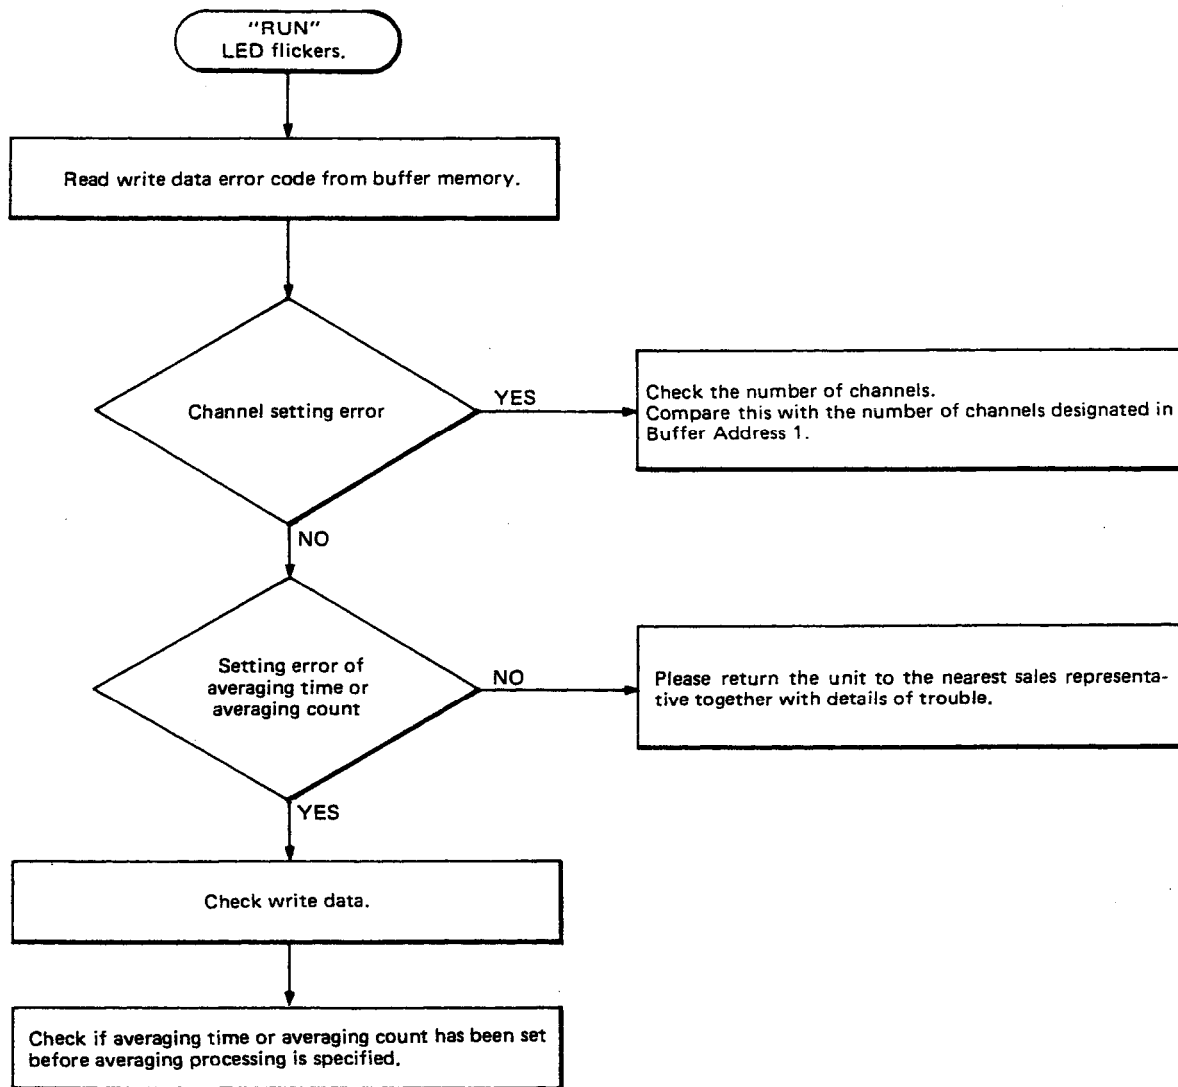 "RUN"
LED flickers.
Read write data error code from buffer memory.
Channel setting error
YES
Check the number of channels.
Compare this with the number of channels designated in
Buffer Address 1.
NO
Setting error of
averaging time or
averaging count
NO
Please return the unit to the nearest sales representa-
tive together with details of trouble.
YES
Check write data.
Check if averaging time or averaging count has been set
before averaging processing is specified.